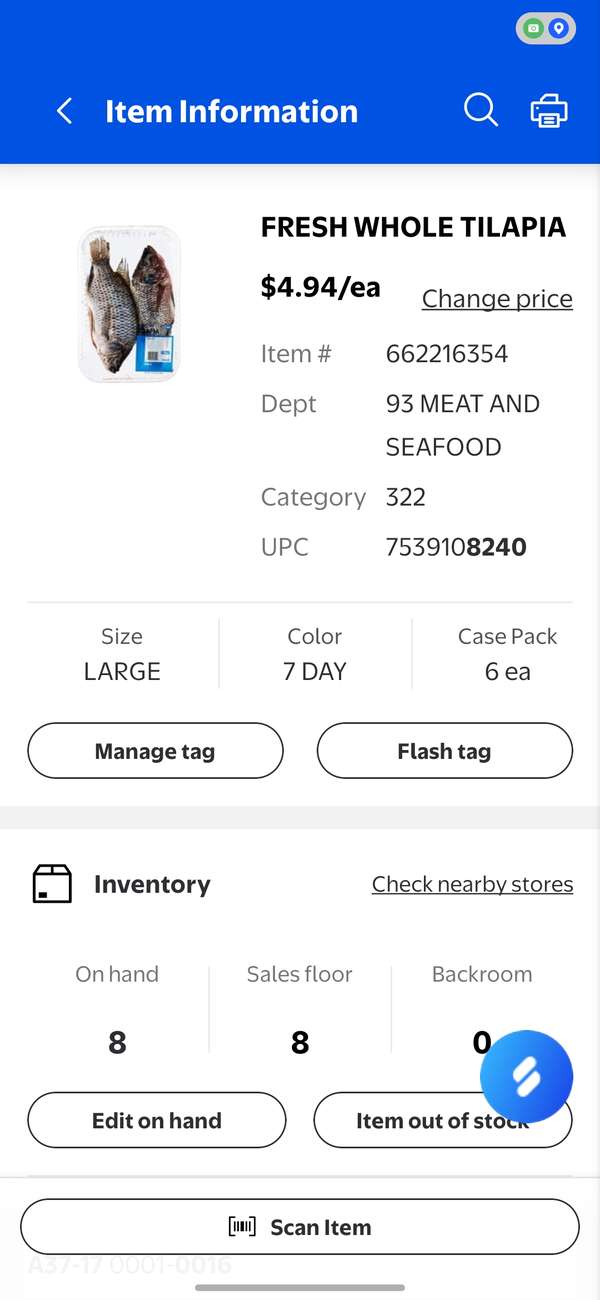 Item Information
FRESH WHOLE TILAPIA
$4.94/ea
Change price
Item # 662216354
Dept 93 MEAT AND
SEAFOOD
Category 322
UPC 7539108240
Size Color Case Pack
LARGE 7 DAY 6 ea
Manage tag Flash tag
Inventory Check nearby stores
On hand Sales floor Backroom
8 8 0
Edit on hand Item out of stock
Scan Item
A37-17 0001-0016